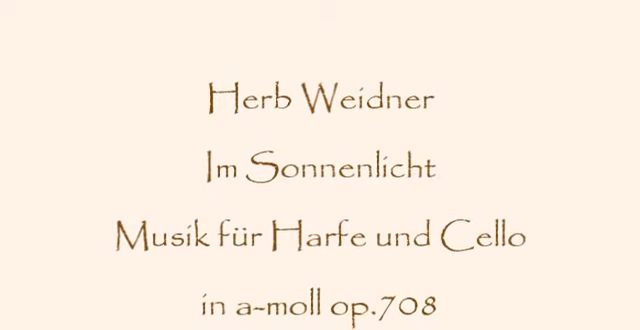 Herb Weidner
Im Sonnenlicht
Musik für Harfe und Cello
in a-moll op.708